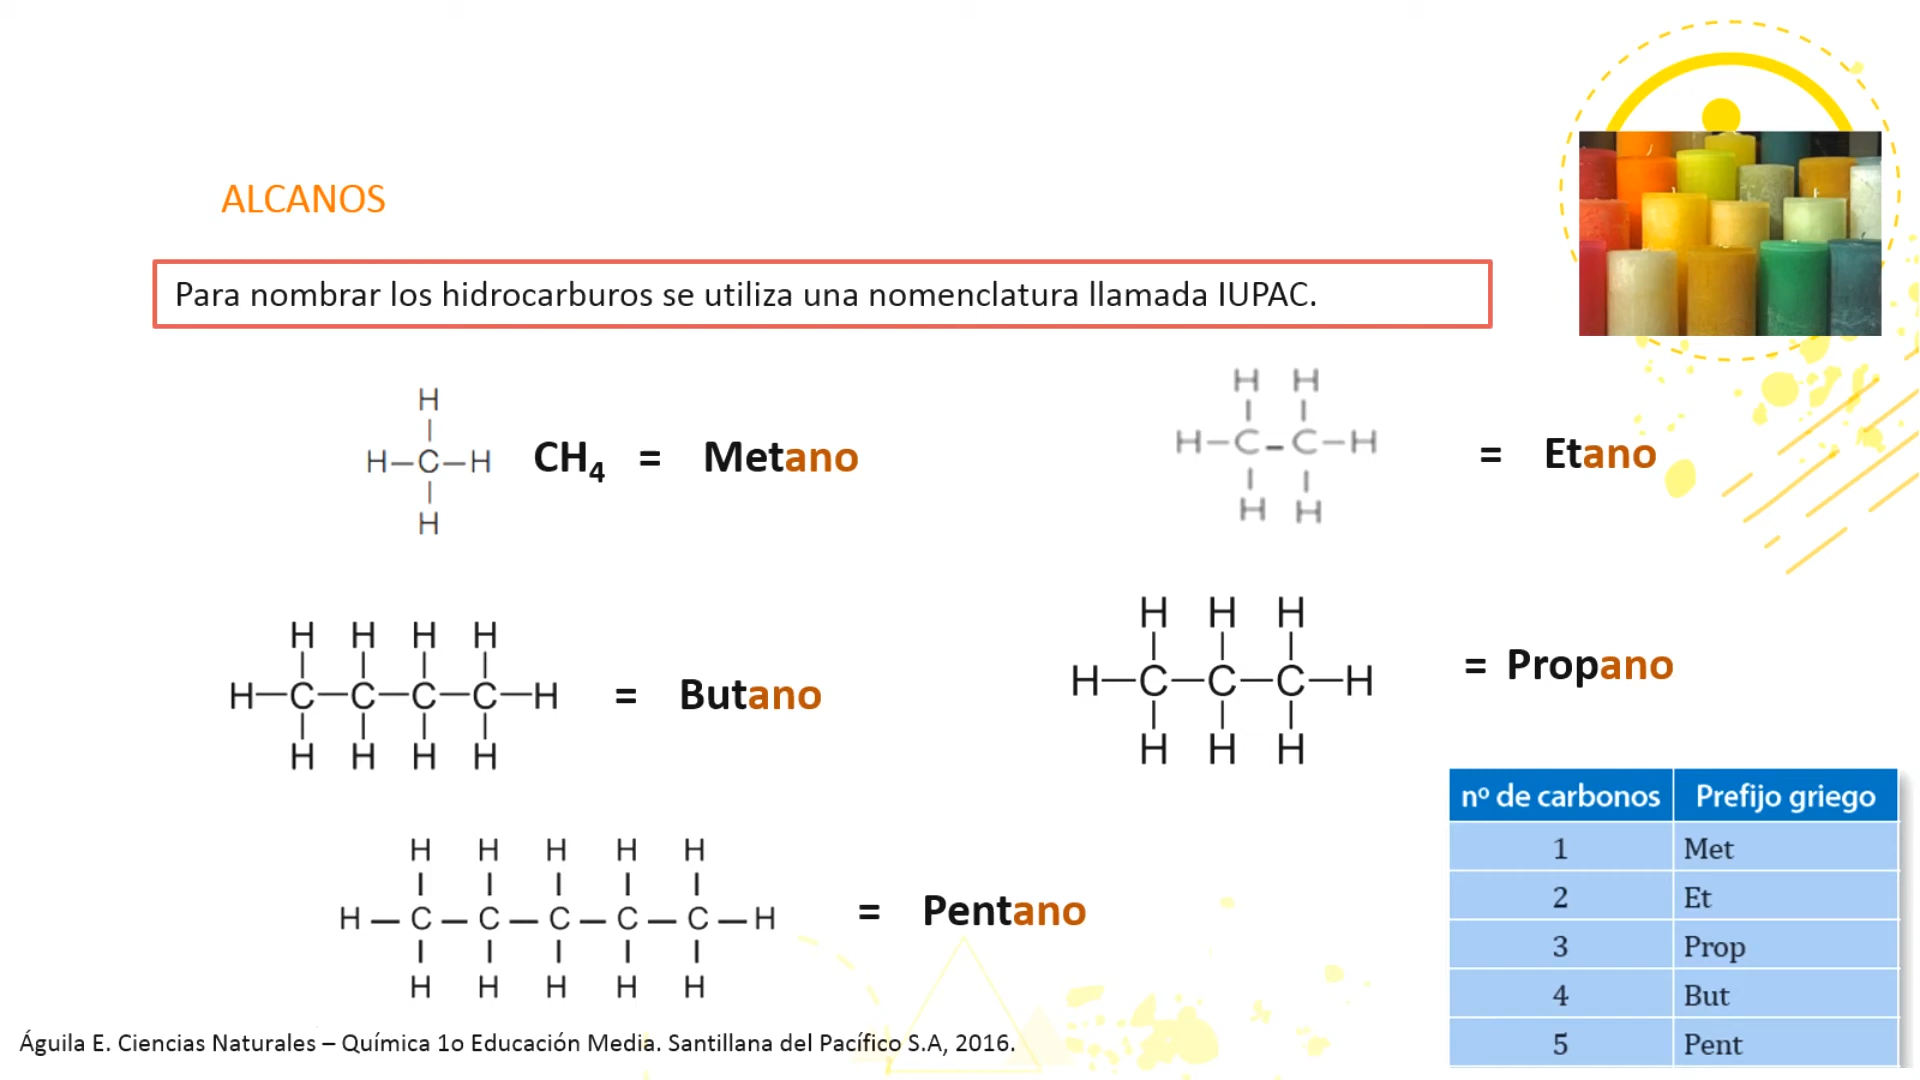 ALCANOS
Para nombrar los hidrocarburos se utiliza una nomenclatura llamada IUPAC.
H
H–C–H CH₄ = Metano
H
H H
H–C–C–H = Etano
H H
H H H H
H–C–C–C–C–H = Butano
H H H H
H H H
H–C–C–C–H = Propano
H H H
H H H H H
H–C–C–C–C–C–H = Pentano
H H H H H
nº de carbonos Prefijo griego
1 Met
2 Et
3 Prop
4 But
5 Pent
Águila E. Ciencias Naturales – Química 1o Educación Media. Santillana del Pacífico S.A, 2016.